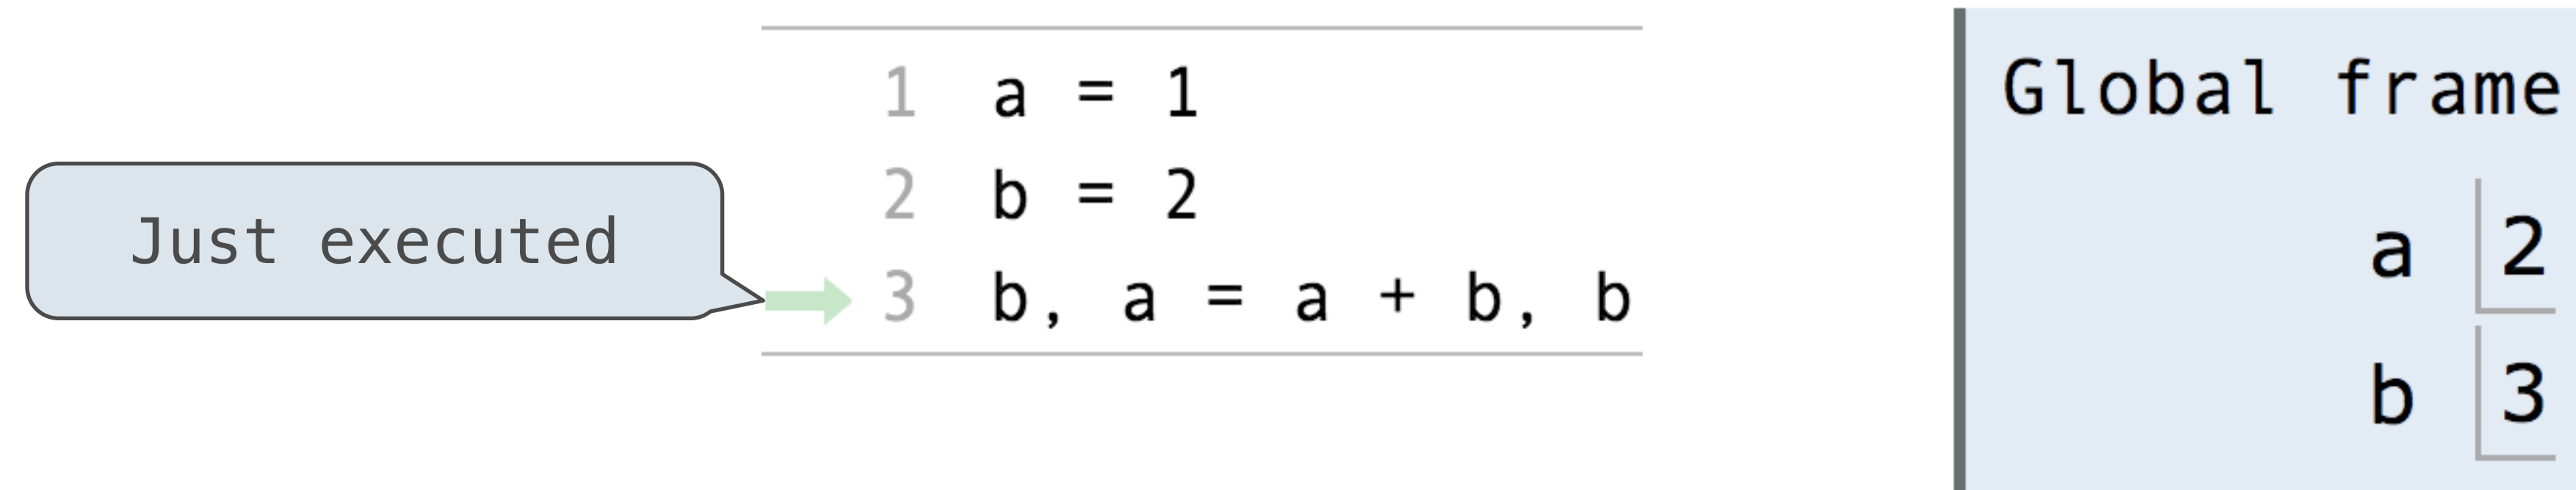 Just executed
1 a = 1
2 b = 2
3 b, a = a + b, b
Global frame
a 2
b 3